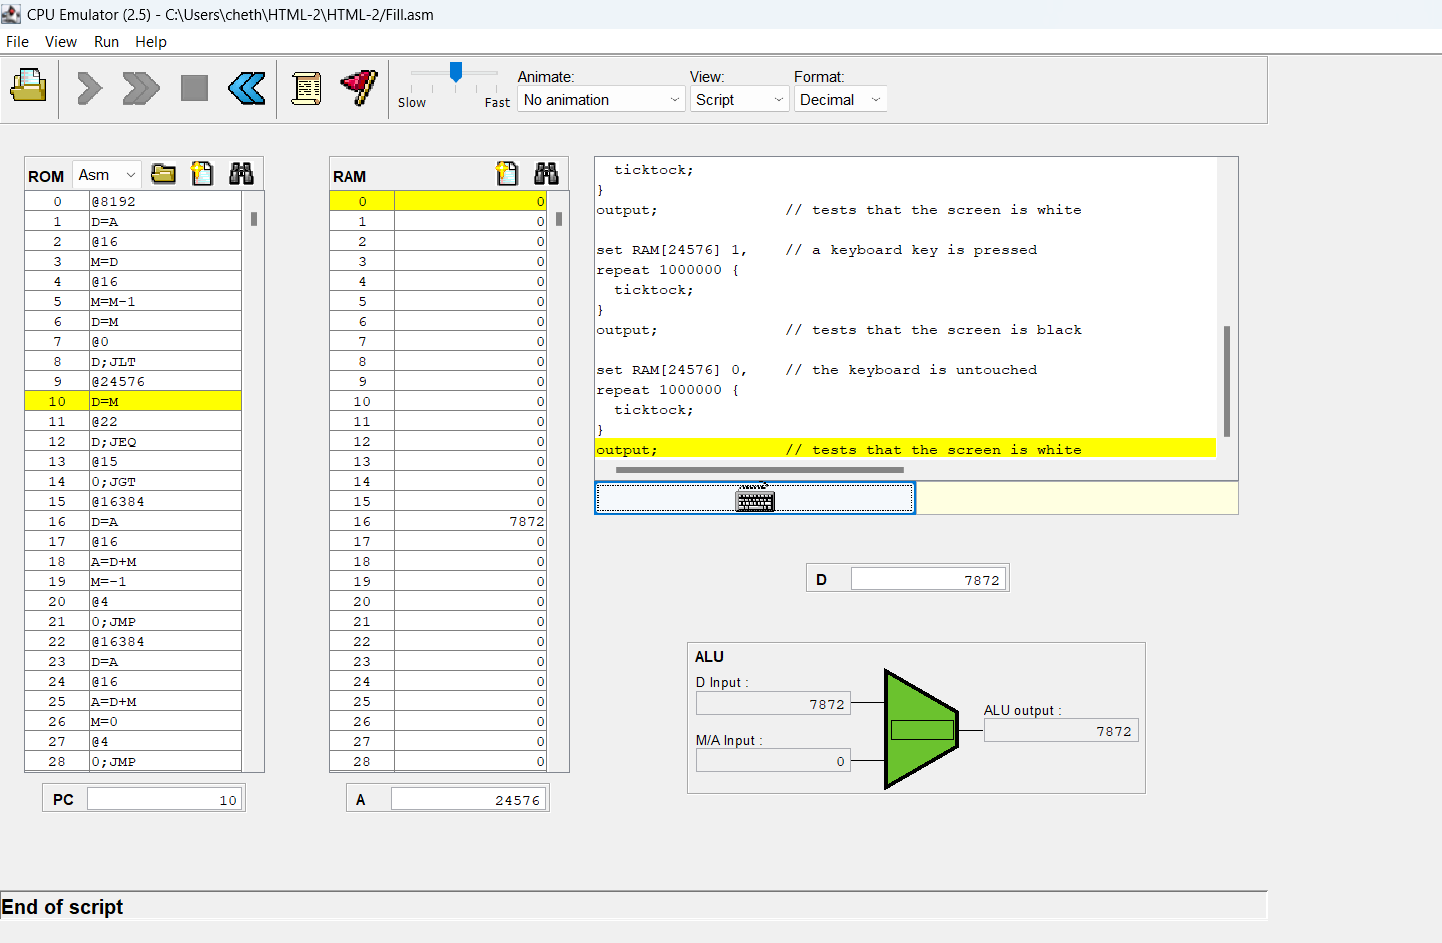 CPU Emulator (2.5) - C:\Users\cheth\HTML-2\HTML-2/Fill.asm
File View Run Help
Slow Fast
Animate:
No animation
View:
Script
Format:
Decimal
ROM Asm
0 @8192
1 D=A
2 @16
3 M=D
4 @16
5 M=M-1
6 D=M
7 @0
8 D;JLT
9 @24576
10 D=M
11 @22
12 D;JEQ
13 @15
14 0;JGT
15 @16384
16 D=A
17 @16
18 A=D+M
19 M=-1
20 @4
21 0;JMP
22 @16384
23 D=A
24 @16
25 A=D+M
26 M=0
27 @4
28 0;JMP
PC 10
RAM
0 0
1 0
2 0
3 0
4 0
5 0
6 0
7 0
8 0
9 0
10 0
11 0
12 0
13 0
14 0
15 0
16 7872
17 0
18 0
19 0
20 0
21 0
22 0
23 0
24 0
25 0
26 0
27 0
28 0
A 24576
ticktock;
}
output; // tests that the screen is white
set RAM[24576] 1, // a keyboard key is pressed
repeat 1000000 {
ticktock;
}
output; // tests that the screen is black
set RAM[24576] 0, // the keyboard is untouched
repeat 1000000 {
ticktock;
}
output; // tests that the screen is white
D 7872
ALU
D Input :
7872
M/A Input :
0
ALU output :
7872
End of script